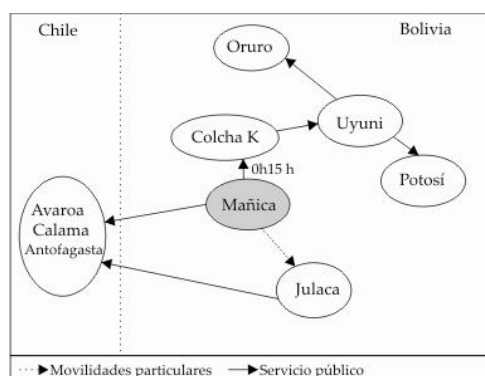 Chile
Bolivia
Oruro
Uyuni
Colcha K
Potosí
0h15 h
Mañica
Avaroa
Calama
Antofagasta
Julaca
Movilidades particulares
Servicio público